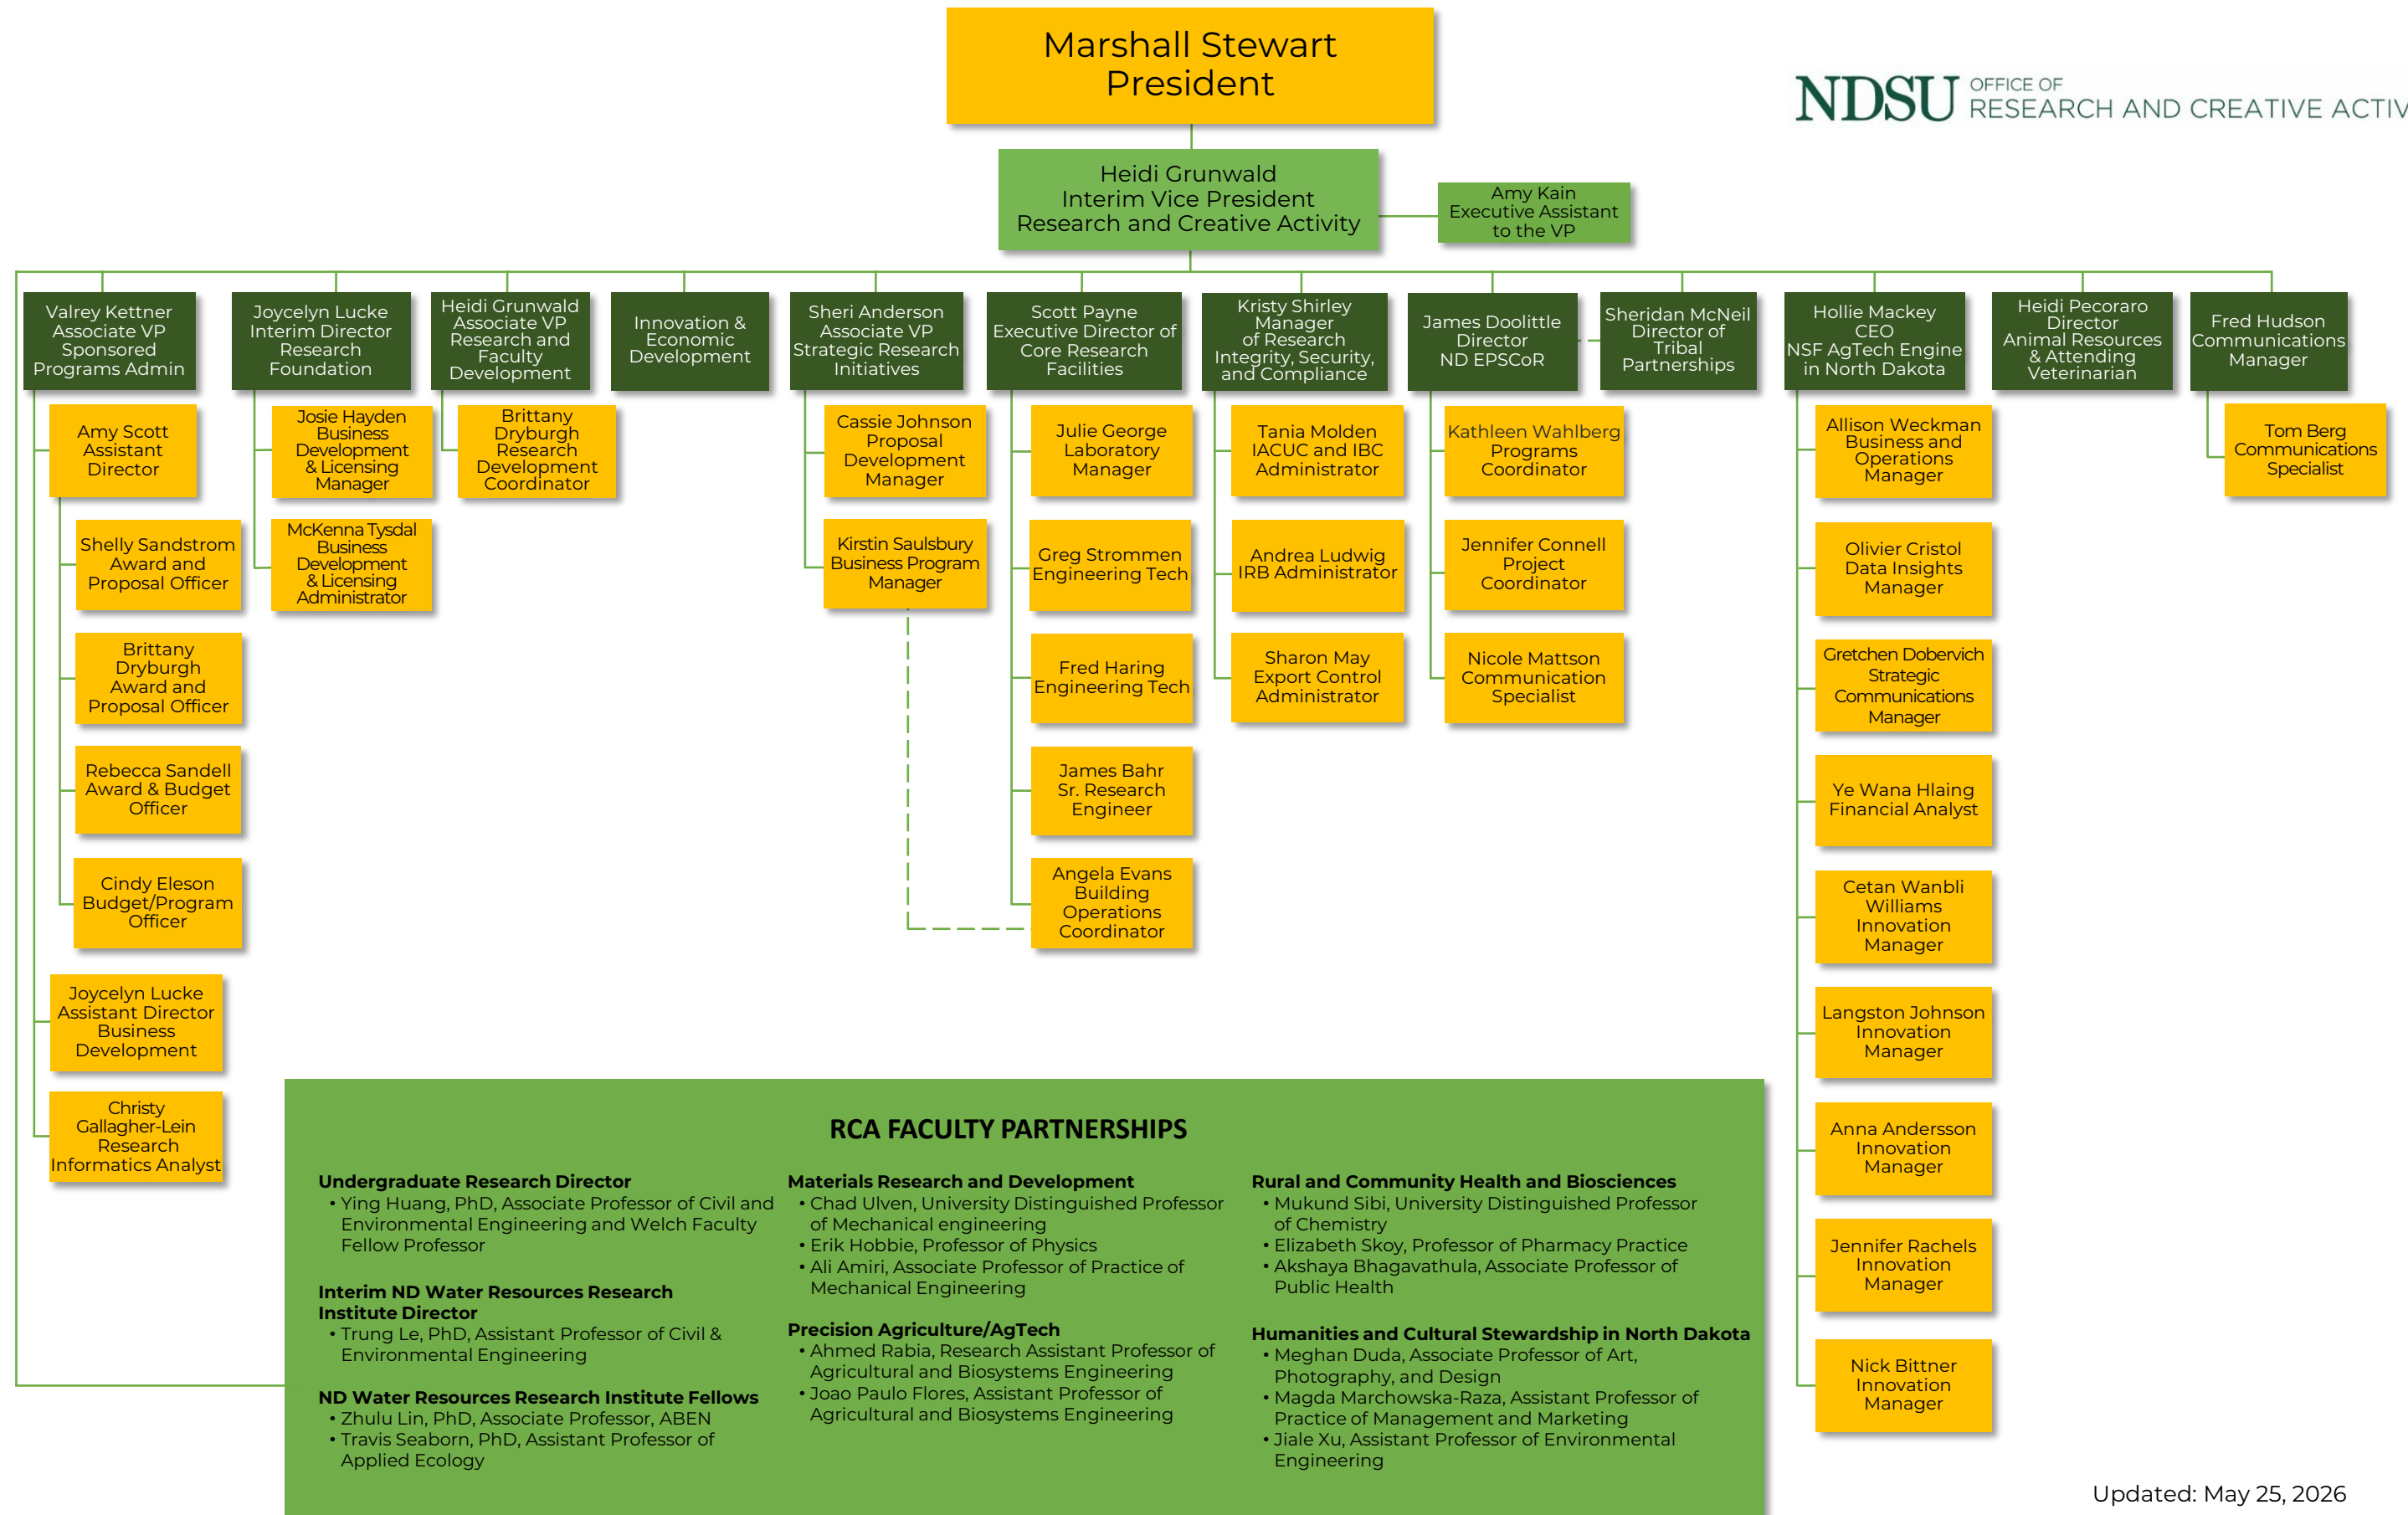 Marshall Stewart
President
NDSU OFFICE OF
RESEARCH AND CREATIVE ACTIV
Heidi Grunwald
Interim Vice President
Research and Creative Activity
Amy Kain
Executive Assistant
to the VP
Valrey Kettner
Associate VP
Sponsored
Programs Admin
Joycelyn Lucke
Interim Director
Research
Foundation
Heidi Grunwald
Associate VP
Research and
Faculty
Development
Innovation &
Economic
Development
Sheri Anderson
Associate VP
Strategic Research
Initiatives
Scott Payne
Executive Director of
Core Research
Facilities
Kristy Shirley
Manager
of Research
Integrity, Security,
and Compliance
James Doolittle
Director
ND EPSCoR
Sheridan McNeil
Director of
Tribal
Partnerships
Hollie Mackey
CEO
NSF AgTech Engine
in North Dakota
Heidi Pecoraro
Director
Animal Resources
& Attending
Veterinarian
Fred Hudson
Communications
Manager
Amy Scott
Assistant
Director
Shelly Sandstrom
Award and
Proposal Officer
Brittany
Dryburgh
Award and
Proposal Officer
Rebecca Sandell
Award & Budget
Officer
Cindy Eleson
Budget/Program
Officer
Joycelyn Lucke
Assistant Director
Business
Development
Christy
Gallagher-Lein
Research
Informatics Analyst
Josie Hayden
Business
Development
& Licensing
Manager
McKenna Tysdal
Business
Development
& Licensing
Administrator
Brittany
Dryburgh
Research
Development
Coordinator
Cassie Johnson
Proposal
Development
Manager
Kirstin Saulsbury
Business Program
Manager
Julie George
Laboratory
Manager
Greg Strommen
Engineering Tech
Fred Haring
Engineering Tech
James Bahr
Sr. Research
Engineer
Angela Evans
Building
Operations
Coordinator
Tania Molden
IACUC and IBC
Administrator
Andrea Ludwig
IRB Administrator
Sharon May
Export Control
Administrator
Kathleen Wahlberg
Programs
Coordinator
Jennifer Connell
Project
Coordinator
Nicole Mattson
Communication
Specialist
Allison Weckman
Business and
Operations
Manager
Olivier Cristol
Data Insights
Manager
Gretchen Dobervich
Strategic
Communications
Manager
Ye Wana Hlaing
Financial Analyst
Cetan Wanbli
Williams
Innovation
Manager
Langston Johnson
Innovation
Manager
Anna Andersson
Innovation
Manager
Jennifer Rachels
Innovation
Manager
Nick Bittner
Innovation
Manager
Tom Berg
Communications
Specialist
RCA FACULTY PARTNERSHIPS
Undergraduate Research Director
• Ying Huang, PhD, Associate Professor of Civil and
Environmental Engineering and Welch Faculty
Fellow Professor
Interim ND Water Resources Research
Institute Director
• Trung Le, PhD, Assistant Professor of Civil &
Environmental Engineering
ND Water Resources Research Institute Fellows
• Zhulu Lin, PhD, Associate Professor, ABEN
• Travis Seaborn, PhD, Assistant Professor of
Applied Ecology
Materials Research and Development
• Chad Ulven, University Distinguished Professor
of Mechanical engineering
• Erik Hobbie, Professor of Physics
• Ali Amiri, Associate Professor of Practice of
Mechanical Engineering
Precision Agriculture/AgTech
• Ahmed Rabia, Research Assistant Professor of
Agricultural and Biosystems Engineering
• Joao Paulo Flores, Assistant Professor of
Agricultural and Biosystems Engineering
Rural and Community Health and Biosciences
• Mukund Sibi, University Distinguished Professor
of Chemistry
• Elizabeth Skoy, Professor of Pharmacy Practice
• Akshaya Bhagavathula, Associate Professor of
Public Health
Humanities and Cultural Stewardship in North Dakota
• Meghan Duda, Associate Professor of Art,
Photography, and Design
• Magda Marchowska-Raza, Assistant Professor of
Practice of Management and Marketing
• Jiale Xu, Assistant Professor of Environmental
Engineering
Updated: May 25, 2026